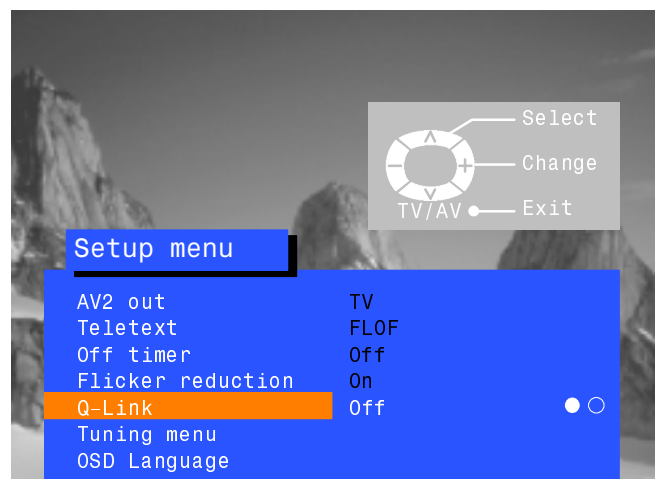 Select
Change
TV/AV Exit
Setup menu
AV2 out TV
Teletext FLOF
Off timer Off
Flicker reduction On
Q-Link Off
Tuning menu
OSD Language